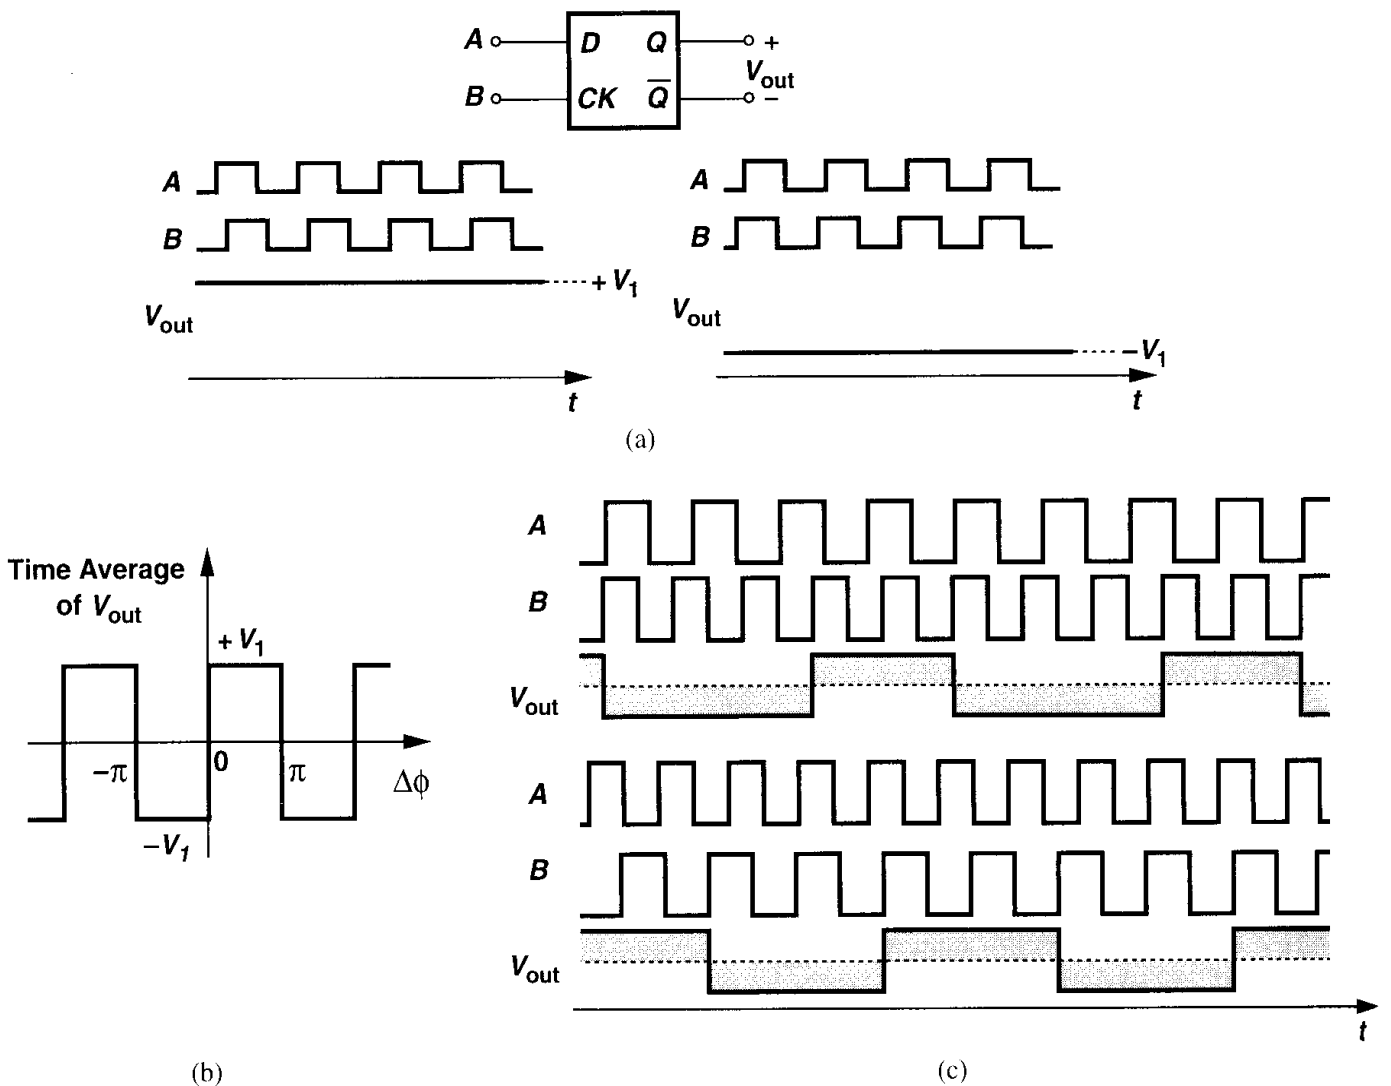 A D Q +
V_out
B CK Q̅ −
A
B
+ V_1
V_out
t
A
B
V_out
− V_1
t
(a)
Time Average
of V_out
+ V_1
−π 0 π Δϕ
− V_1
(b)
A
B
V_out
A
B
V_out
t
(c)